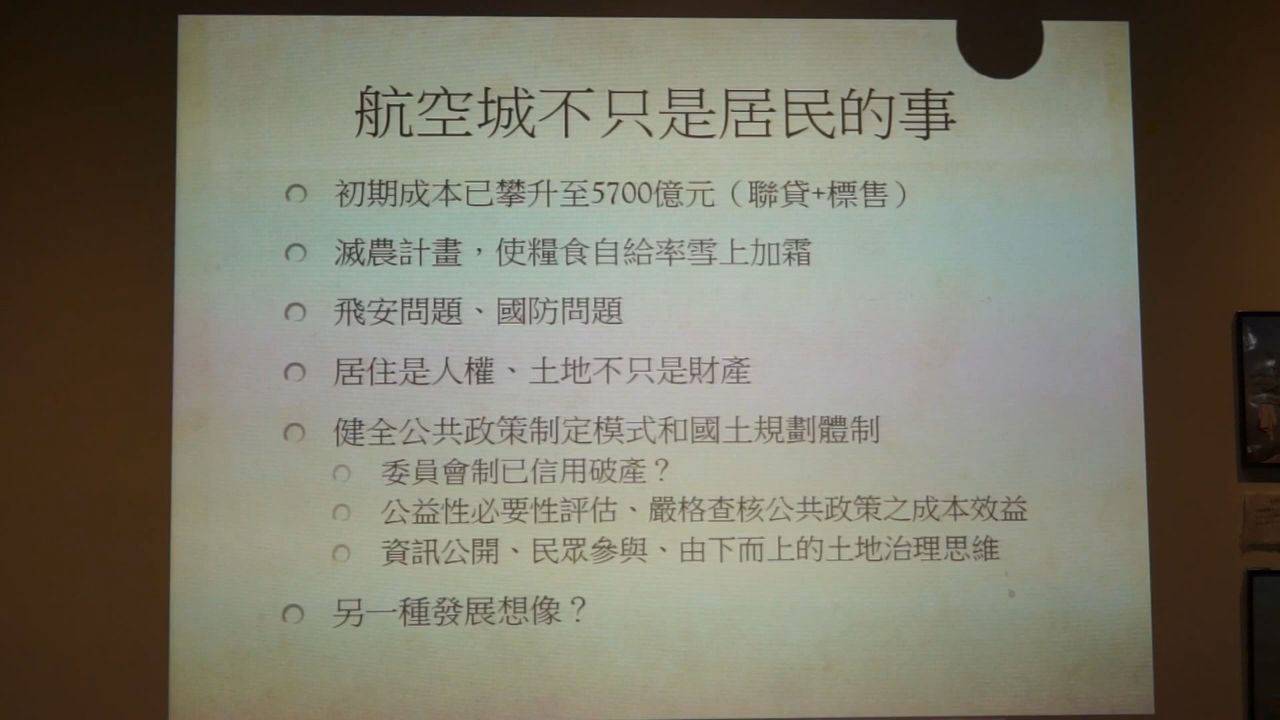 航空城不只是居民的事
初期成本已攀升至5700億元（聯貸+標售）
滅農計畫，使糧食自給率雪上加霜
飛安問題、國防問題
居住是人權、土地不只是財產
健全公共政策制定模式和國土規劃體制
委員會制已信用破產？
公益性必要性評估、嚴格查核公共政策之成本效益
資訊公開、民眾參與、由下而上的土地治理思維
另一種發展想像？